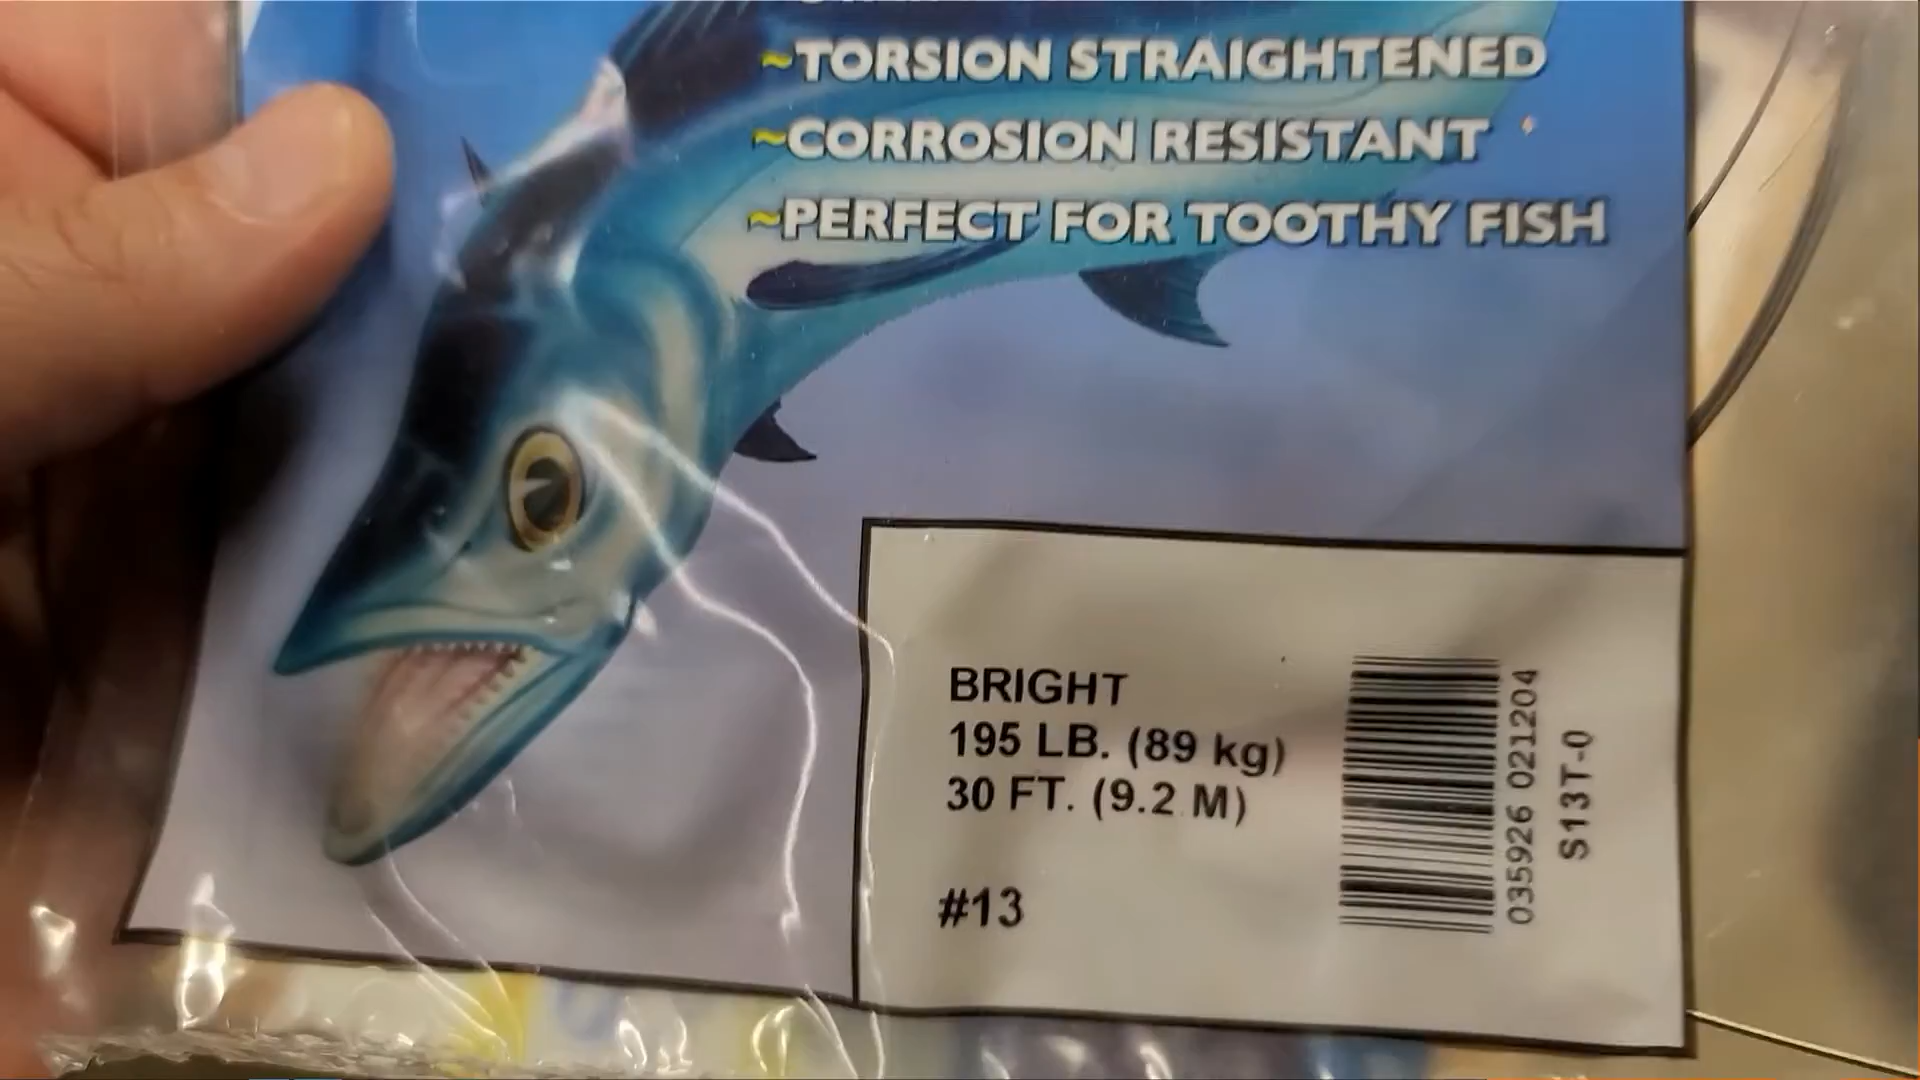 ~TORSION STRAIGHTENED
~CORROSION RESISTANT
~PERFECT FOR TOOTHY FISH
BRIGHT
195 LB. (89 kg)
30 FT. (9.2 M)
#13
035926 021204
S13T-0